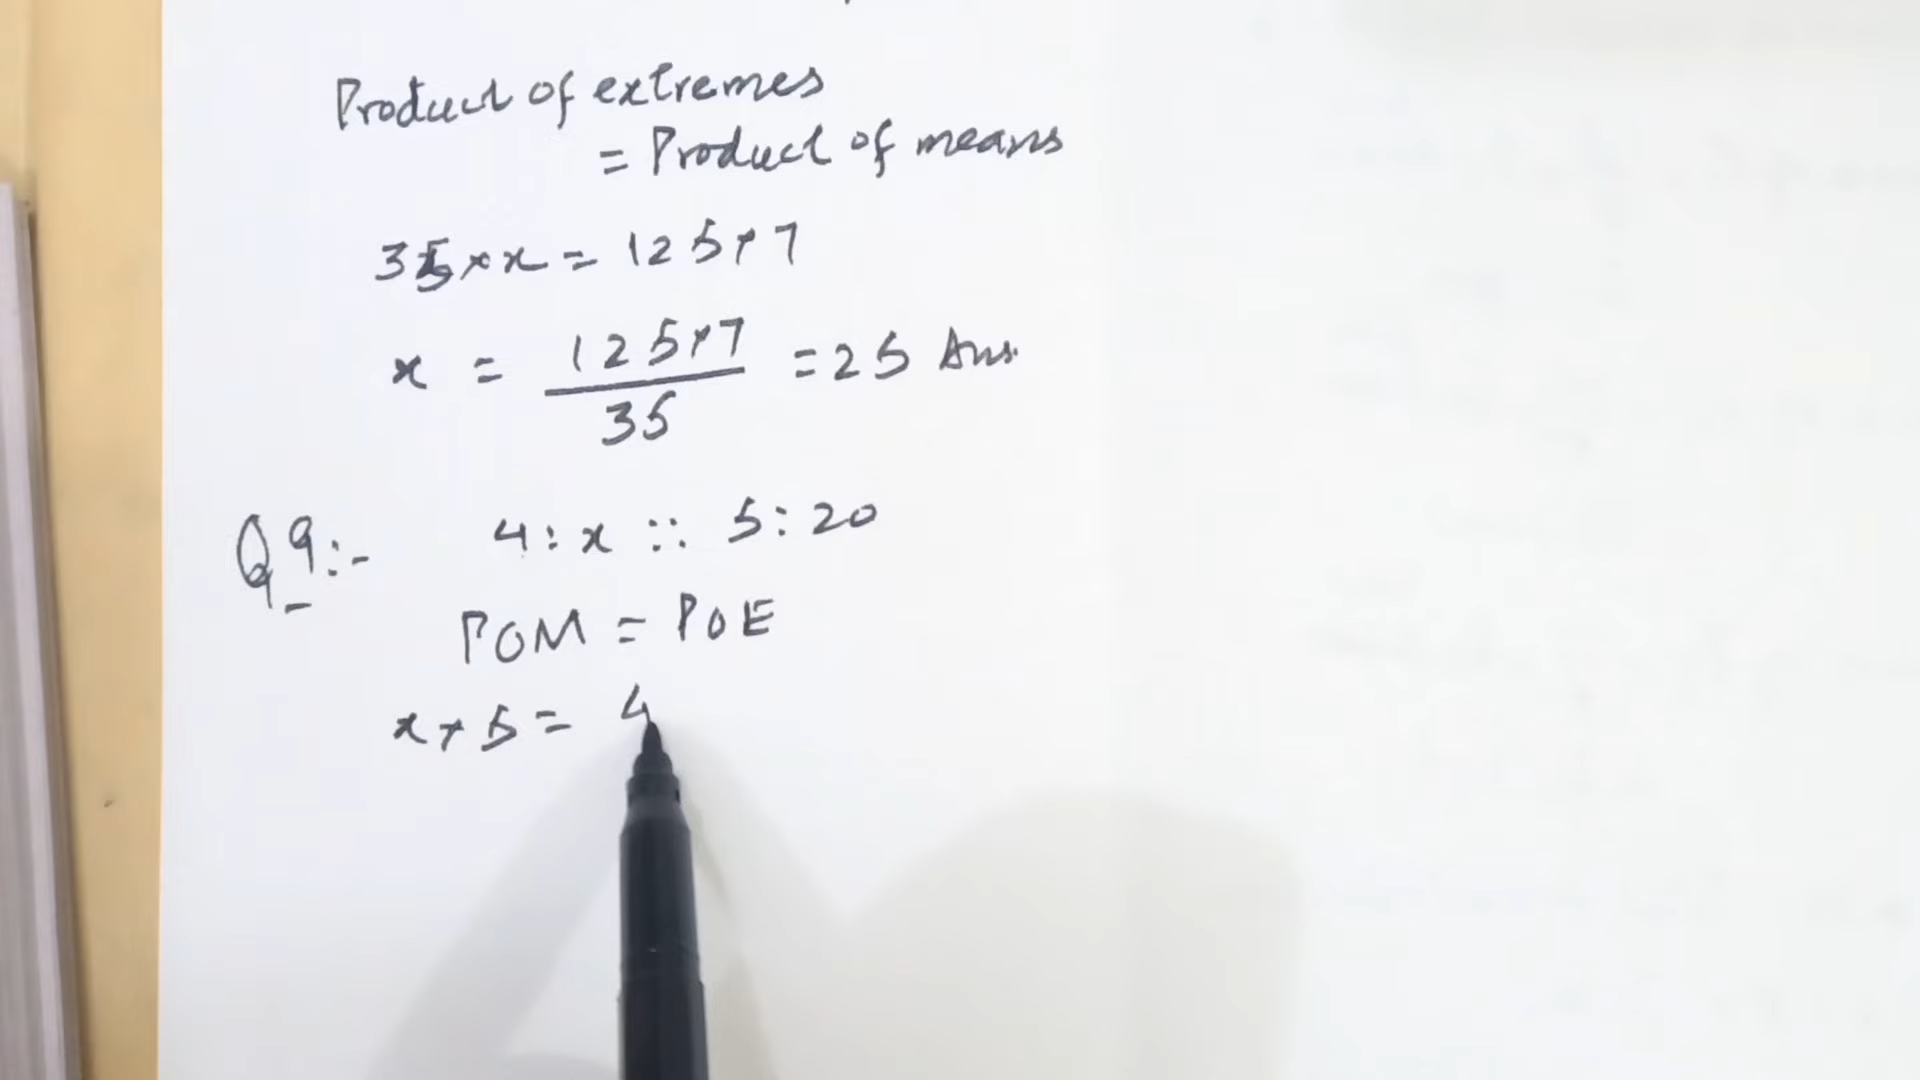 Product of extremes
= Product of means
35 × x = 125 × 7
x = 125 × 7 / 35 = 25 Ans.
Q9:- 4 : x :: 5 : 20
POM = POE
x × 5 = 4